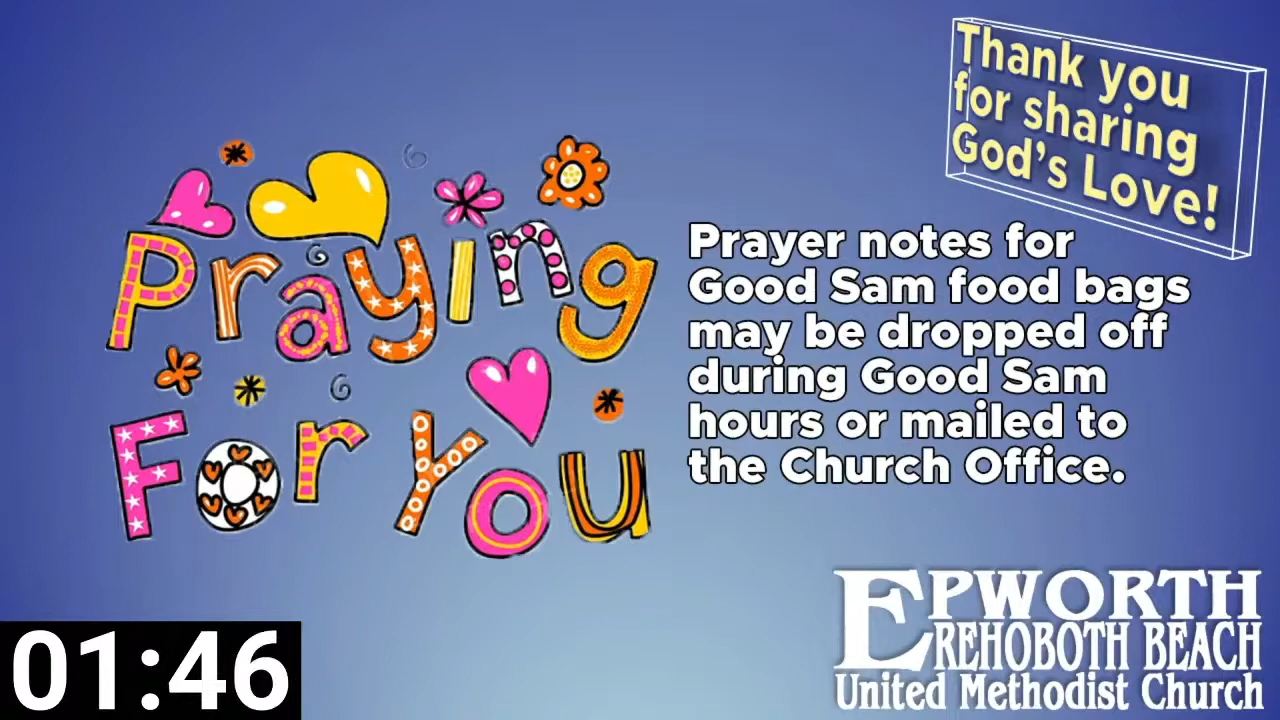 Thank you
for sharing
God's Love!
Praying
For You
Prayer notes for
Good Sam food bags
may be dropped off
during Good Sam
hours or mailed to
the Church Office.
01:46
EPWORTH
REHOBOTH BEACH
United Methodist Church